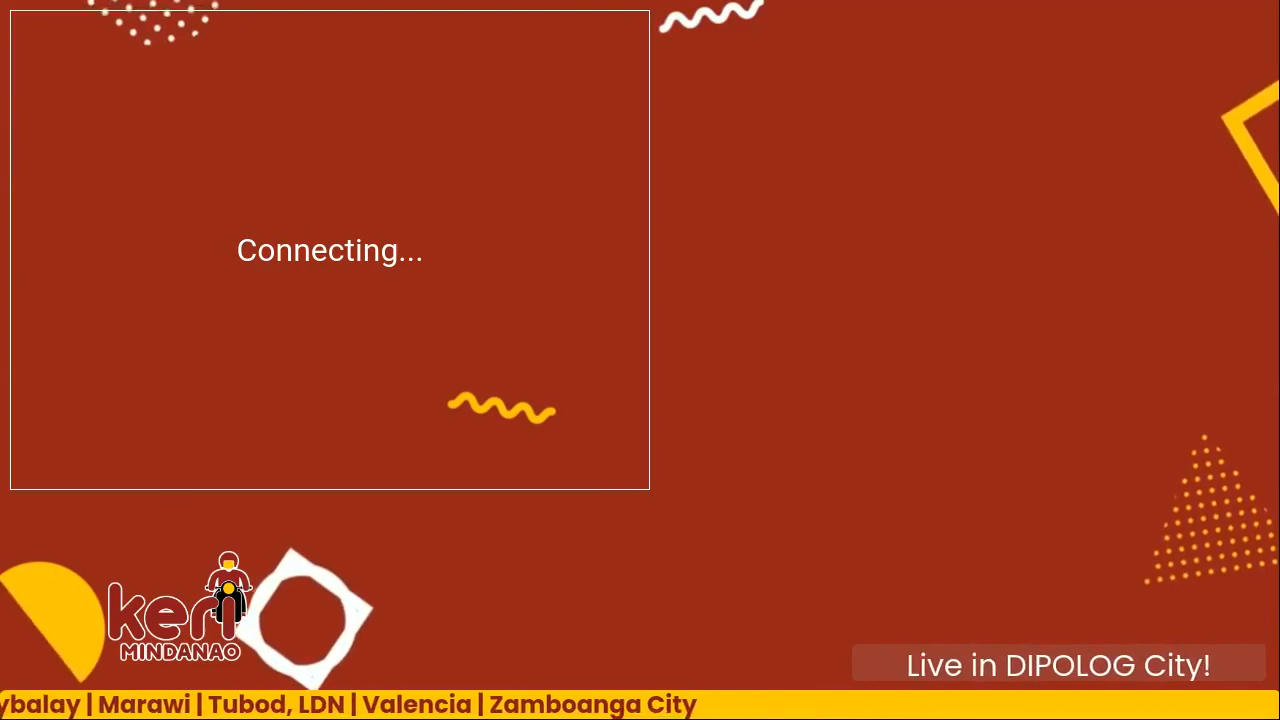 Connecting...
keri
MINDANAO
Live in DIPOLOG City!
ybalay | Marawi | Tubod, LDN | Valencia | Zamboanga City